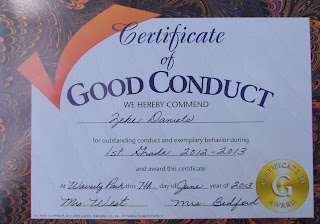 Certificate
of
GOOD CONDUCT
WE HEREBY COMMEND
Zeke Daniels
for outstanding conduct and exemplary behavior during
1st Grade 2012-2013
and award this certificate
At Waverly Park this 7th day of June year of 2013
Mrs. West Mrs. Bedford
CERTIFICATE OF
G
AWARD